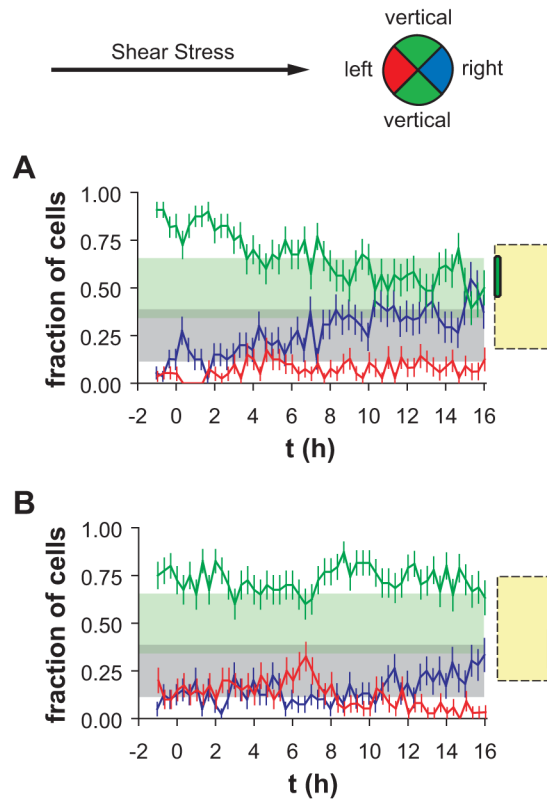 vertical
Shear Stress
left
right
vertical
A
fraction of cells
1.00
0.75
0.50
0.25
0.00
-2 0 2 4 6 8 10 12 14 16
t (h)
B
fraction of cells
1.00
0.75
0.50
0.25
0.00
-2 0 2 4 6 8 10 12 14 16
t (h)